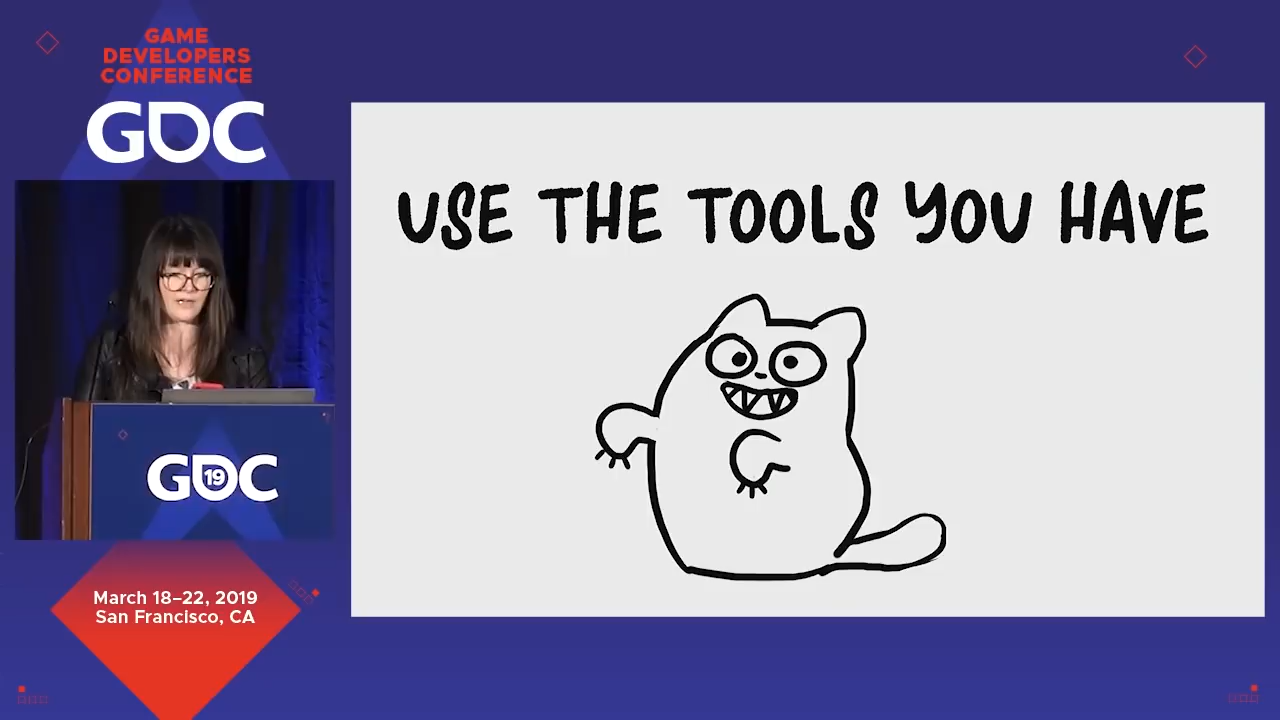 GAME
DEVELOPERS
CONFERENCE
GDC
USE THE TOOLS YOU HAVE
GDC
19
March 18–22, 2019
San Francisco, CA